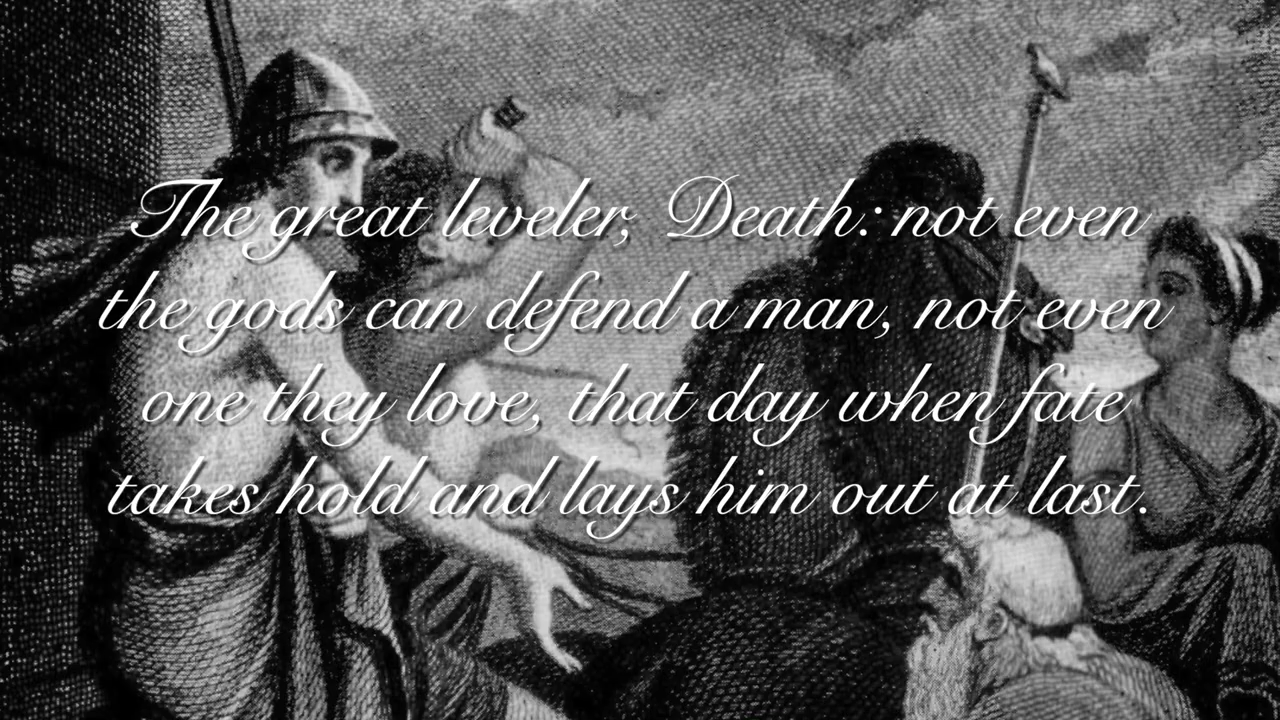 The great leveler, Death: not even
the gods can defend a man, not even
one they love, that day when fate
takes hold and lays him out at last.